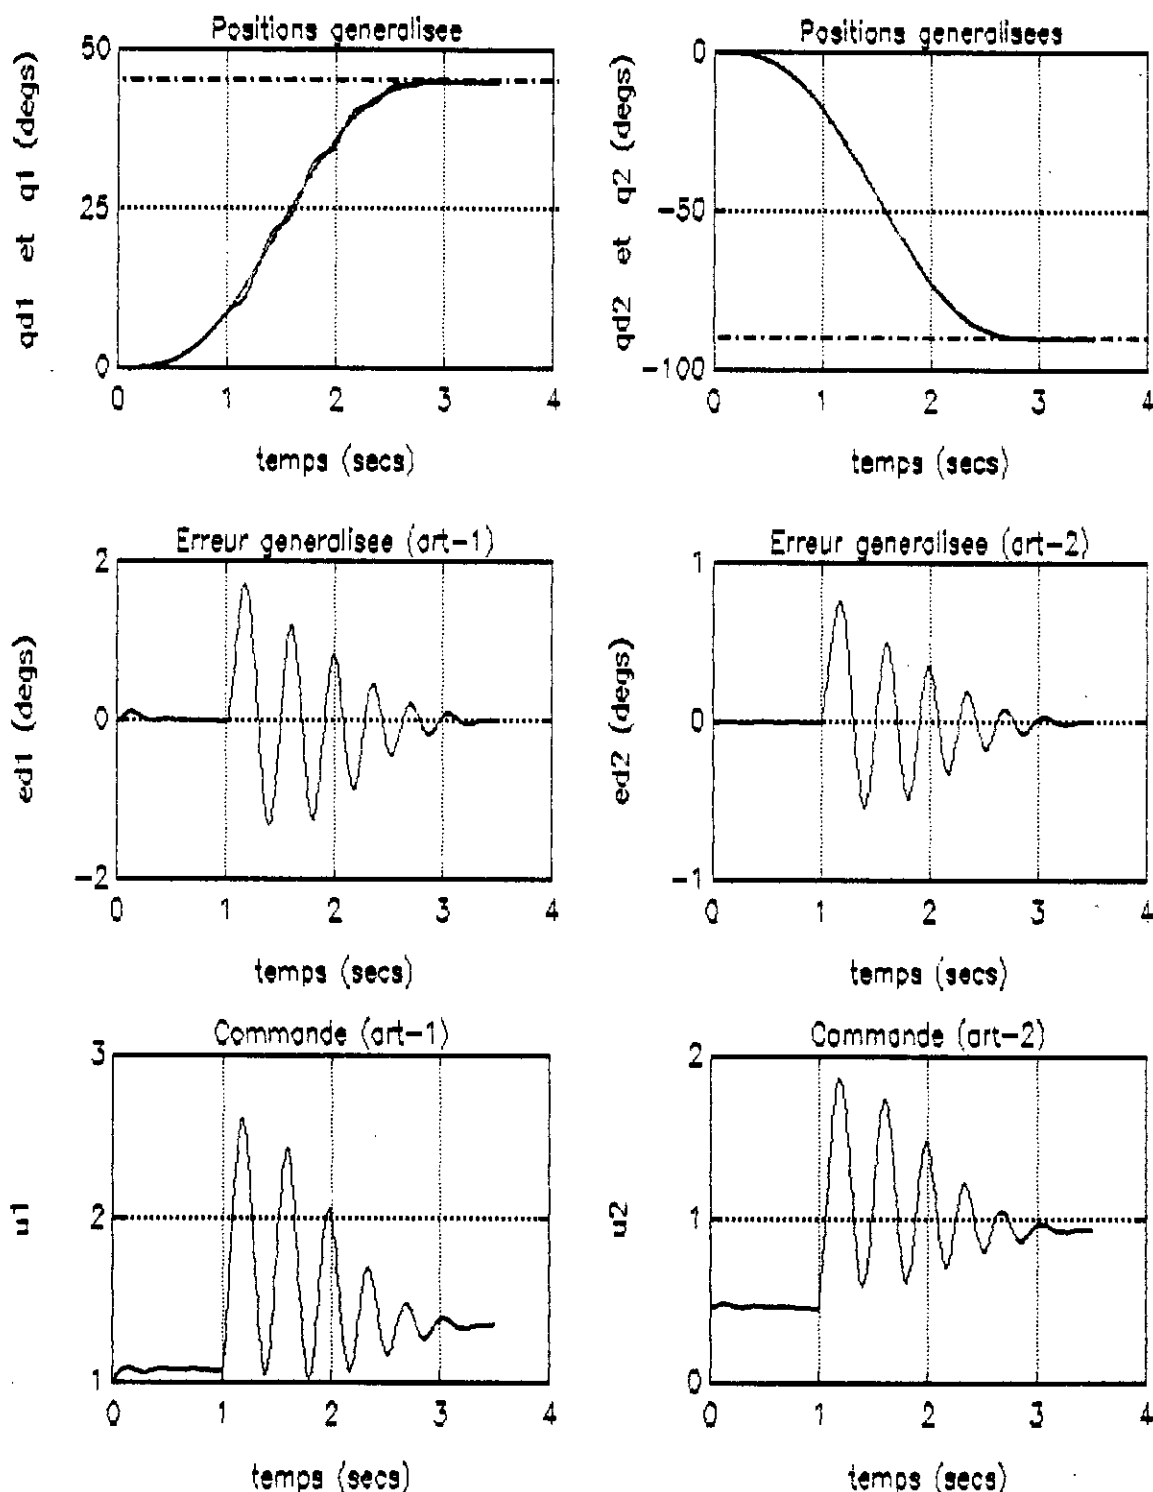 Positions generalisee
50
25
0
qd1 et q1 (degs)
0 1 2 3 4
temps (secs)
Positions generalisees
0
-50
-100
qd2 et q2 (degs)
0 1 2 3 4
temps (secs)
Erreur generalisee (art-1)
2
0
-2
ed1 (degs)
0 1 2 3 4
temps (secs)
Erreur generalisee (art-2)
1
0
-1
ed2 (degs)
0 1 2 3 4
temps (secs)
Commande (art-1)
3
2
1
u1
0 1 2 3 4
temps (secs)
Commande (art-2)
2
1
0
u2
0 1 2 3 4
temps (secs)